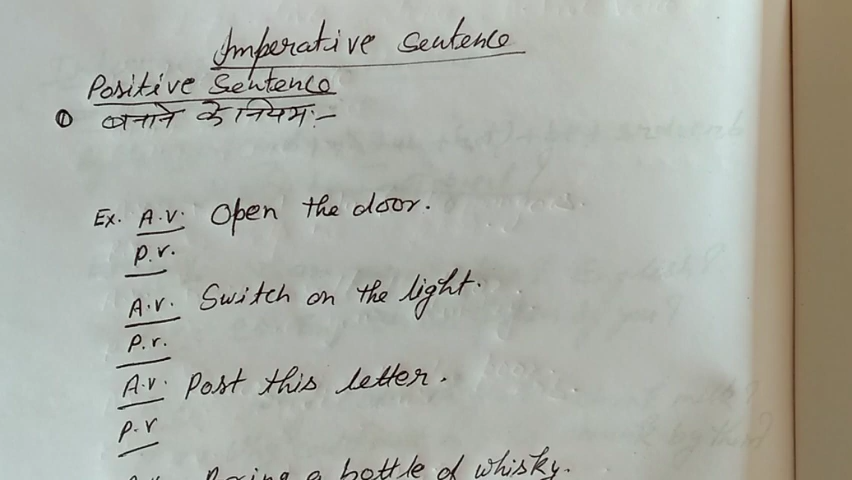 Imperative Sentence
Positive Sentence
① बनाने के नियम:-
Ex. A.V. Open the door.
P.V.
A.V. Switch on the light.
P.V.
A.V. Post this letter.
P.V
a bottle of whisky.